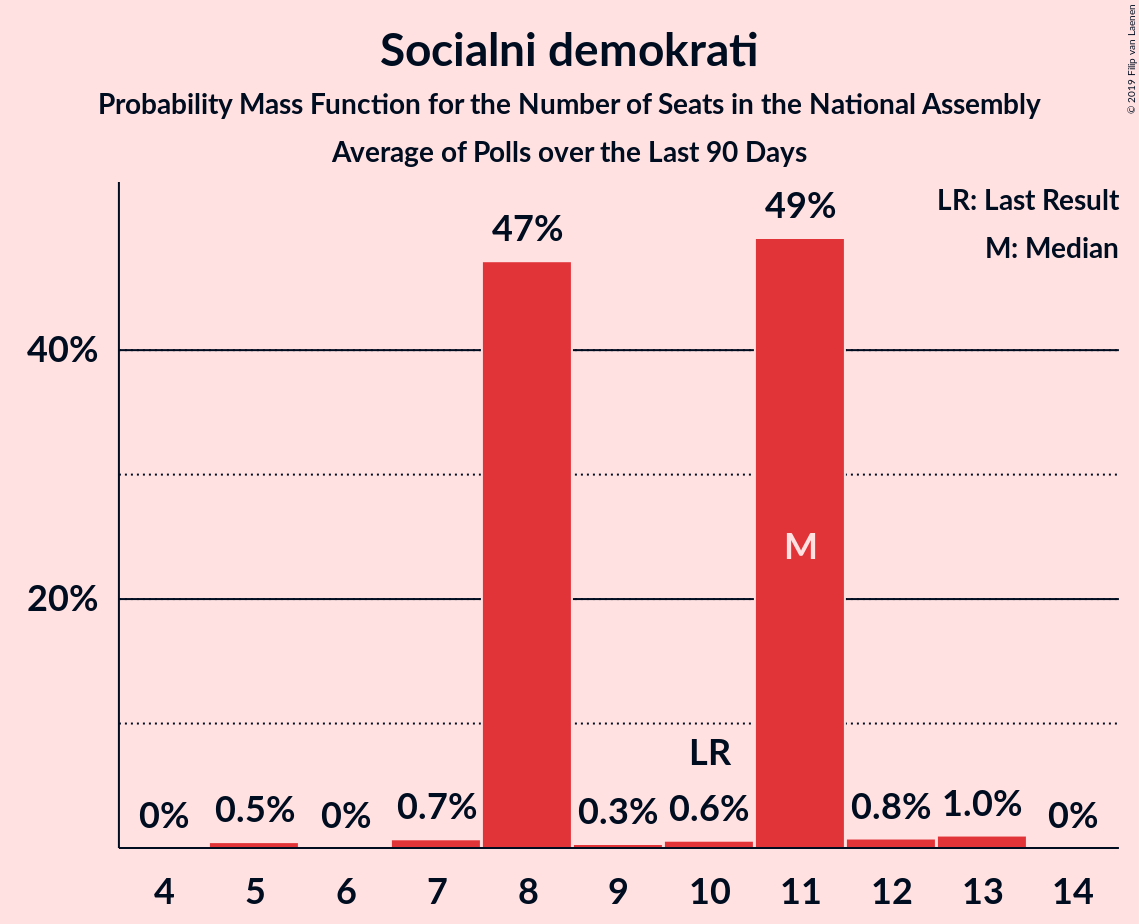 Socialni demokrati
Probability Mass Function for the Number of Seats in the National Assembly
Average of Polls over the Last 90 Days
© 2019 Filip van Laenen
LR: Last Result
M: Median
40%
20%
0%
0.5%
0%
0.7%
47%
0.3%
LR
0.6%
49%
M
0.8%
1.0%
0%
4 5 6 7 8 9 10 11 12 13 14